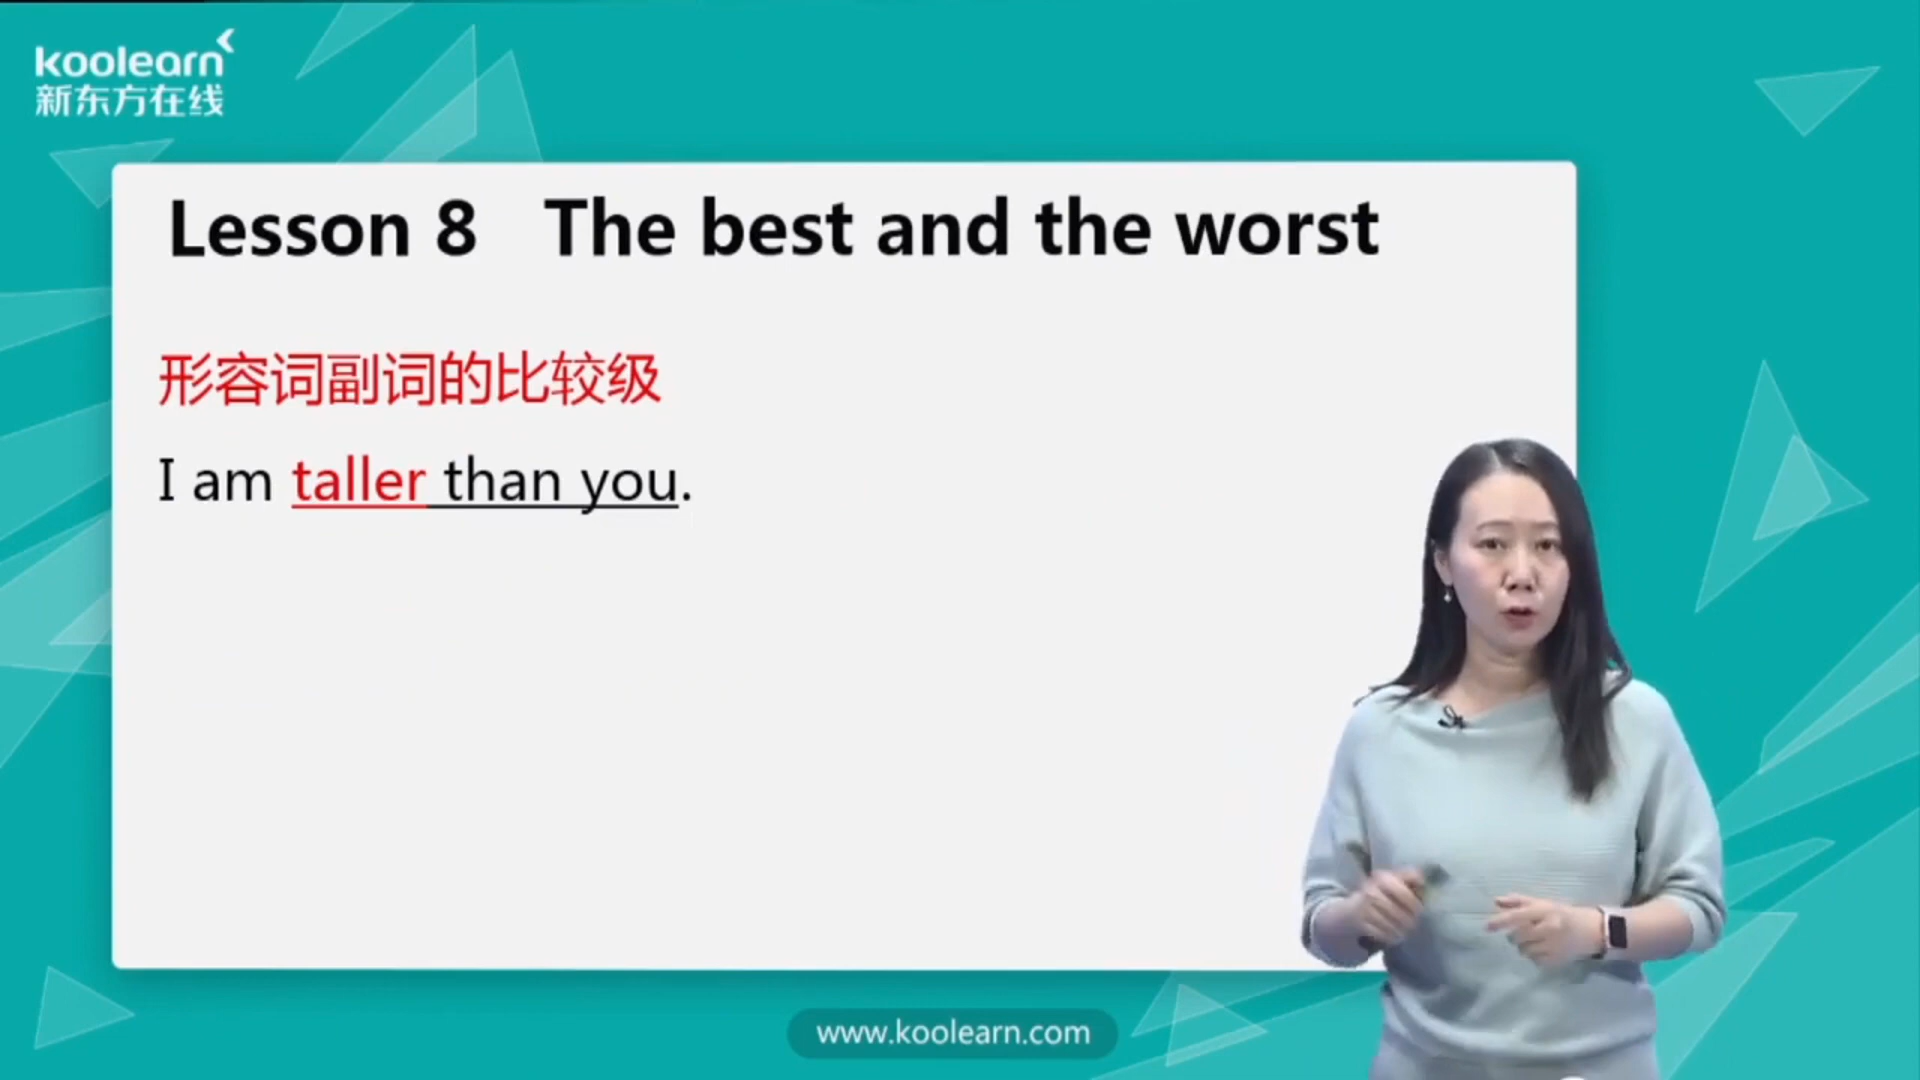 koolearn
新东方在线
Lesson 8 The best and the worst
形容词副词的比较级
I am taller than you.
www.koolearn.com